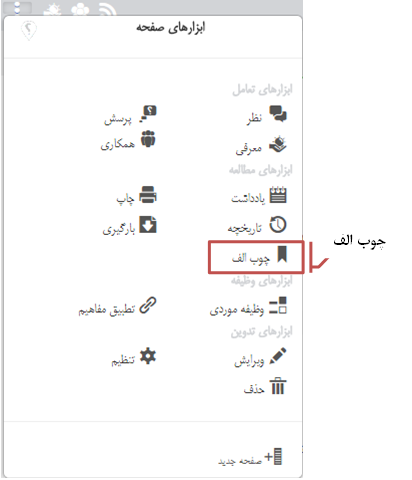 ابزارهای صفحه
ابزارهای تعامل
نظر پرسش
معرفی همکاری
ابزارهای مطالعه
یادداشت چاپ
تاریخچه بارگیری
چوب الف چوب الف
ابزارهای وظیفه
وظیفه موردی تطبیق مفاهیم
ابزارهای تدوین
ویرایش تنظیم
حذف
صفحه جدید